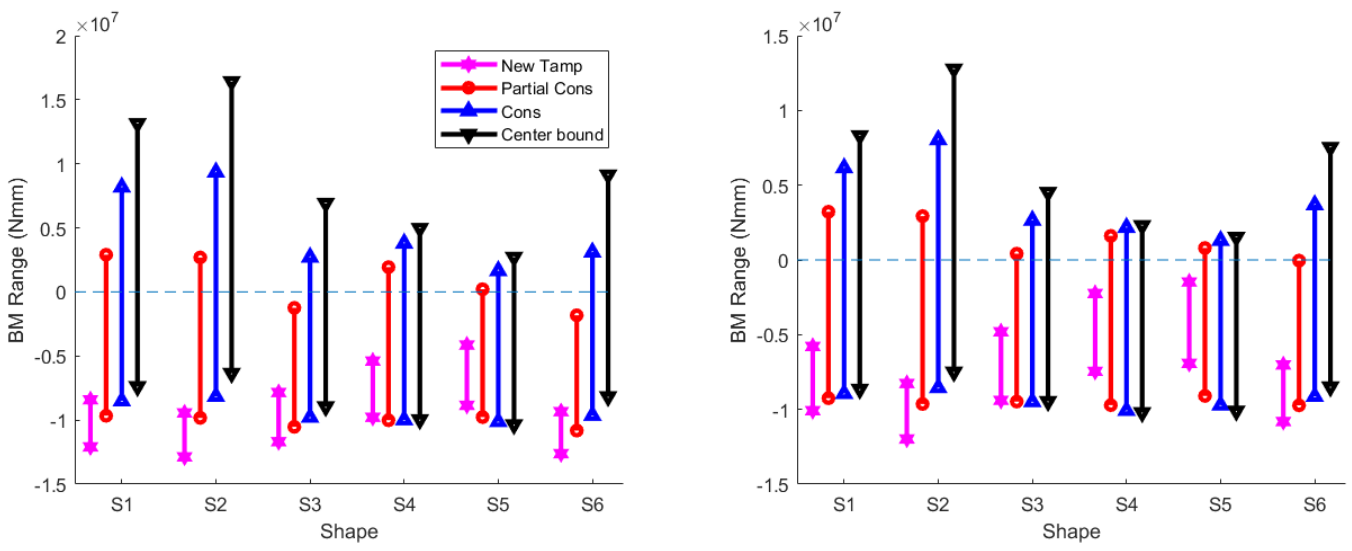 ×10⁷
2
1.5
1
0.5
0
-0.5
-1
-1.5
BM Range (Nmm)
New Tamp
Partial Cons
Cons
Center bound
S1 S2 S3 S4 S5 S6
Shape
×10⁷
1.5
1
0.5
0
-0.5
-1
-1.5
BM Range (Nmm)
S1 S2 S3 S4 S5 S6
Shape